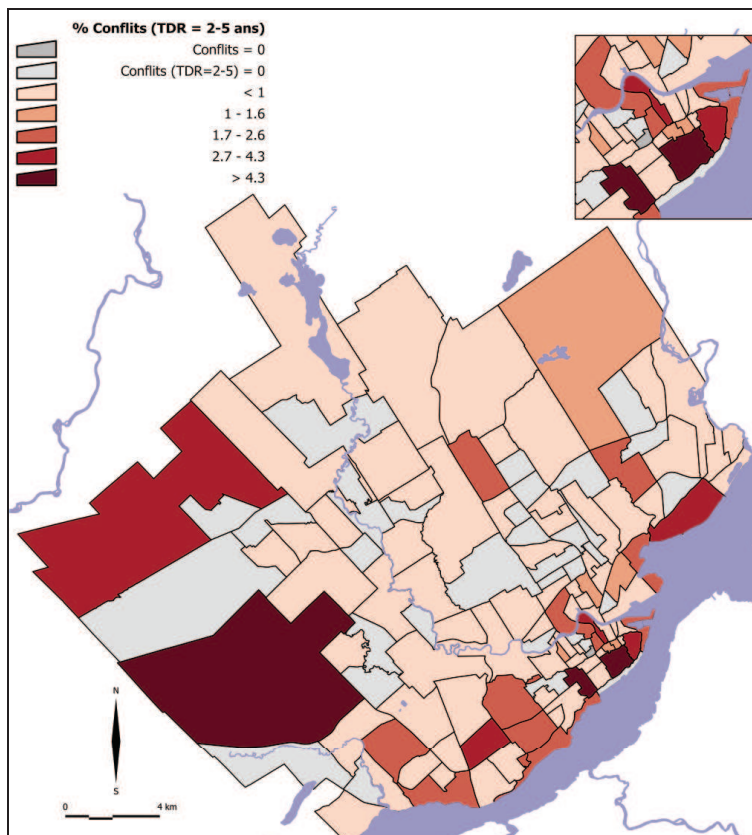 % Conflits (TDR = 2-5 ans)
Conflits = 0
Conflits (TDR=2-5) = 0
< 1
1 - 1.6
1.7 - 2.6
2.7 - 4.3
> 4.3
N
S
0 4 km